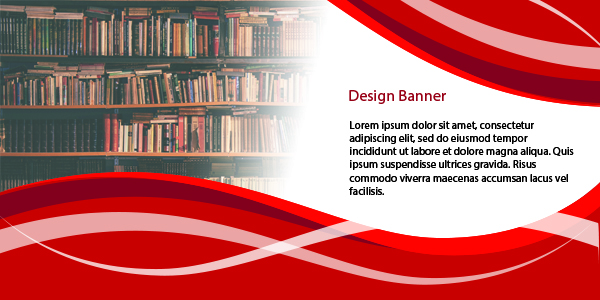 Design Banner
Lorem ipsum dolor sit amet, consectetur
adipiscing elit, sed do eiusmod tempor
incididunt ut labore et dolore magna aliqua. Quis
ipsum suspendisse ultrices gravida. Risus
commodo viverra maecenas accumsan lacus vel
facilisis.